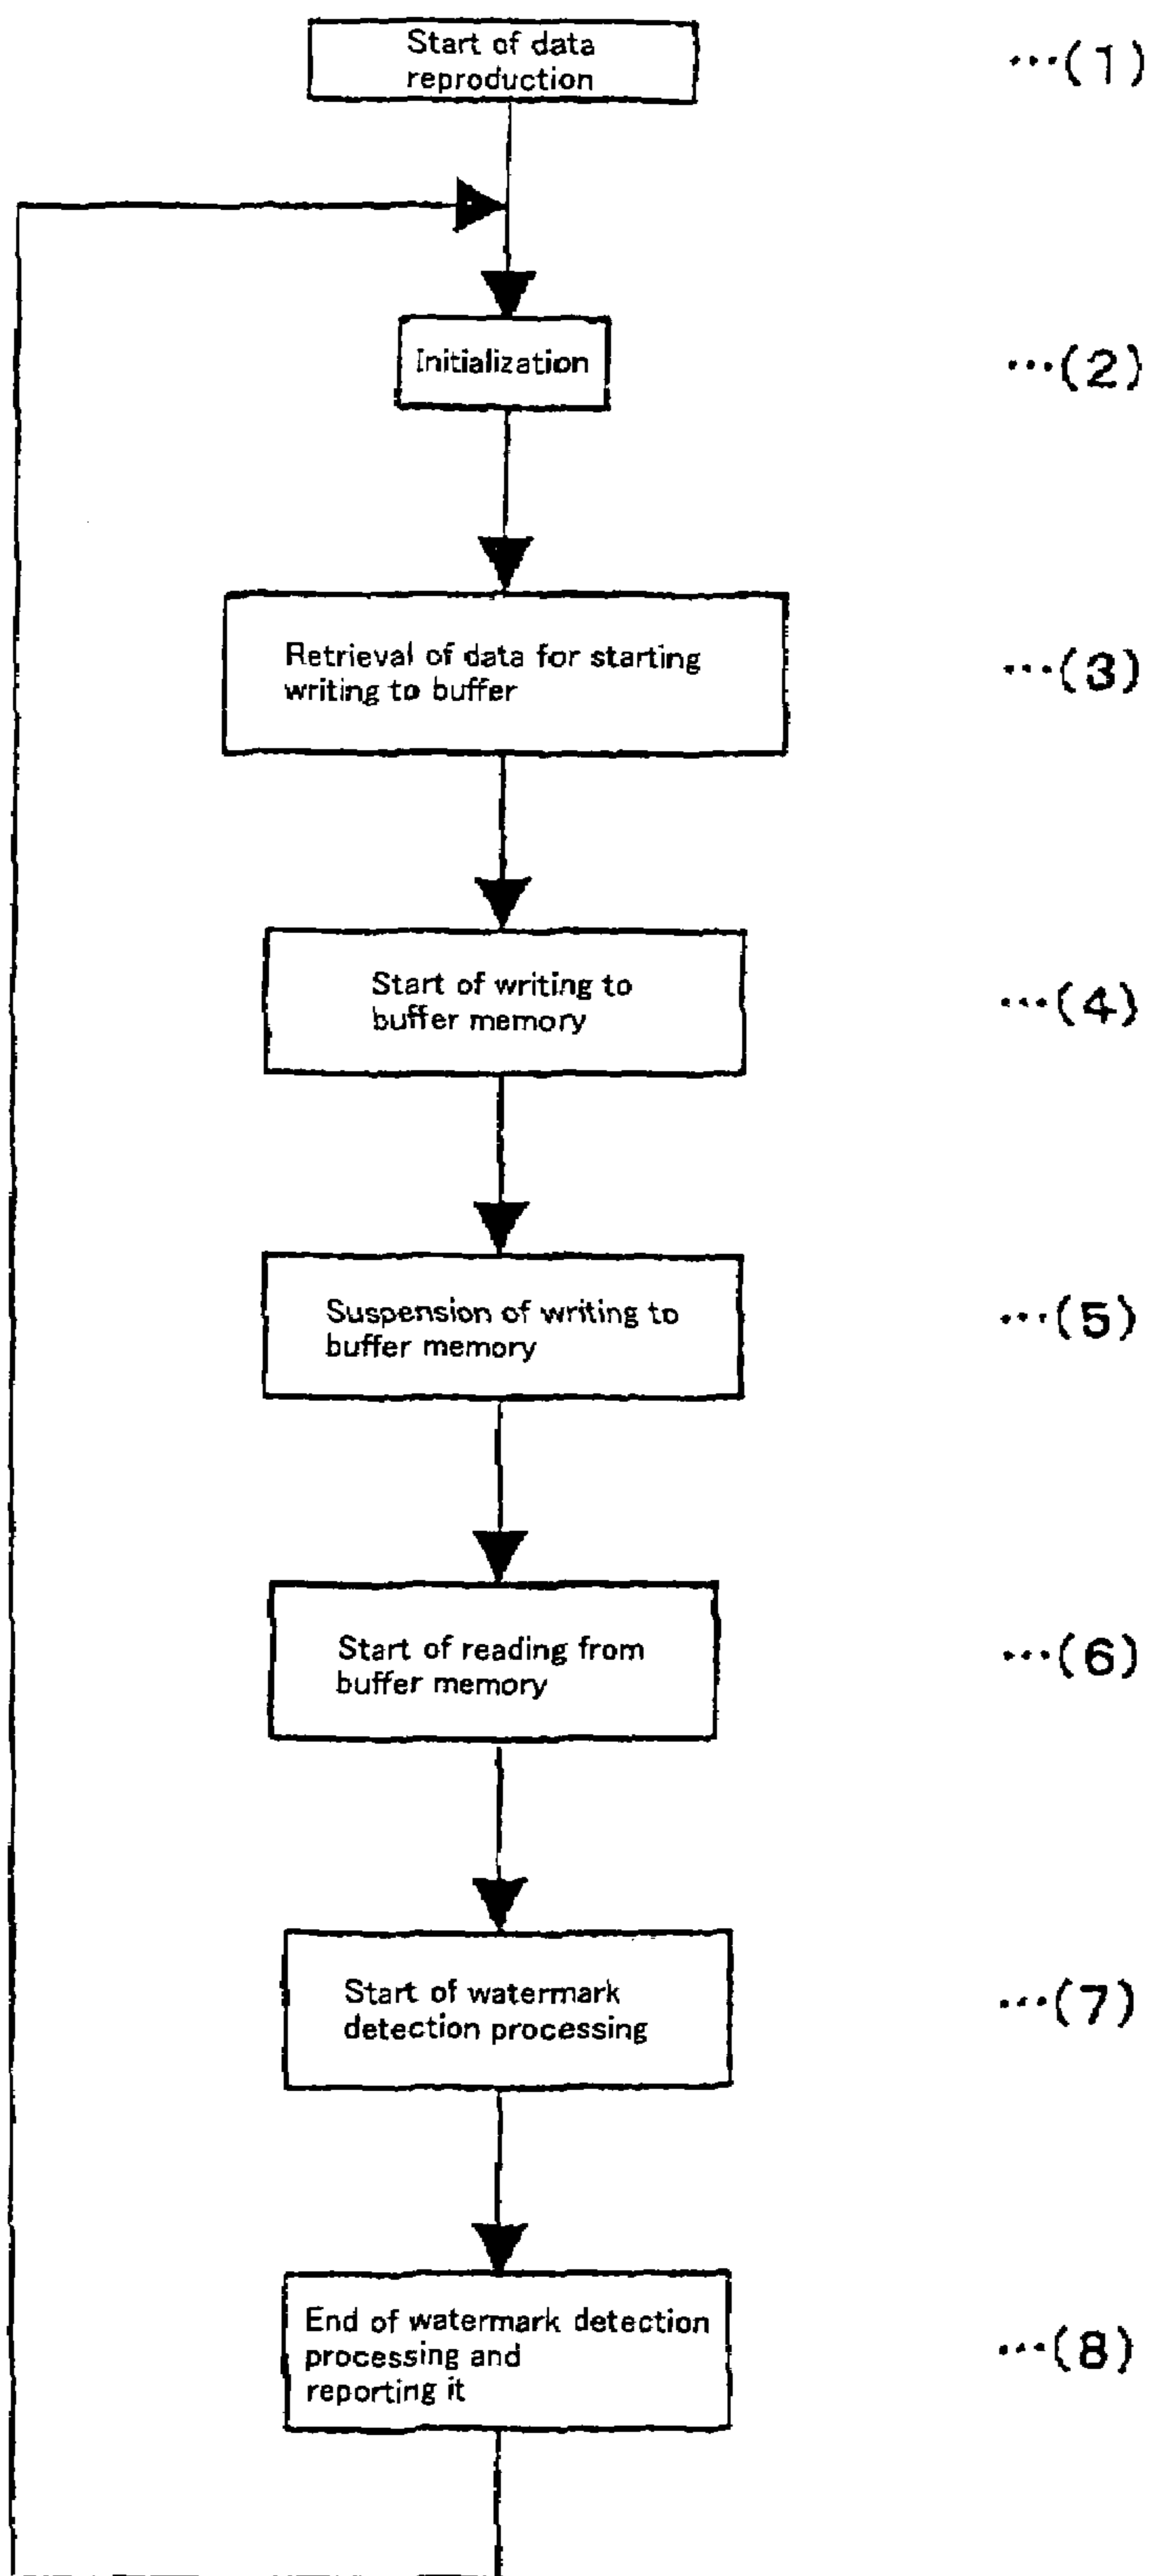 Start of data
reproduction
…(1)
Initialization
…(2)
Retrieval of data for starting
writing to buffer
…(3)
Start of writing to
buffer memory
…(4)
Suspension of writing to
buffer memory
…(5)
Start of reading from
buffer memory
…(6)
Start of watermark
detection processing
…(7)
End of watermark detection
processing and
reporting it
…(8)